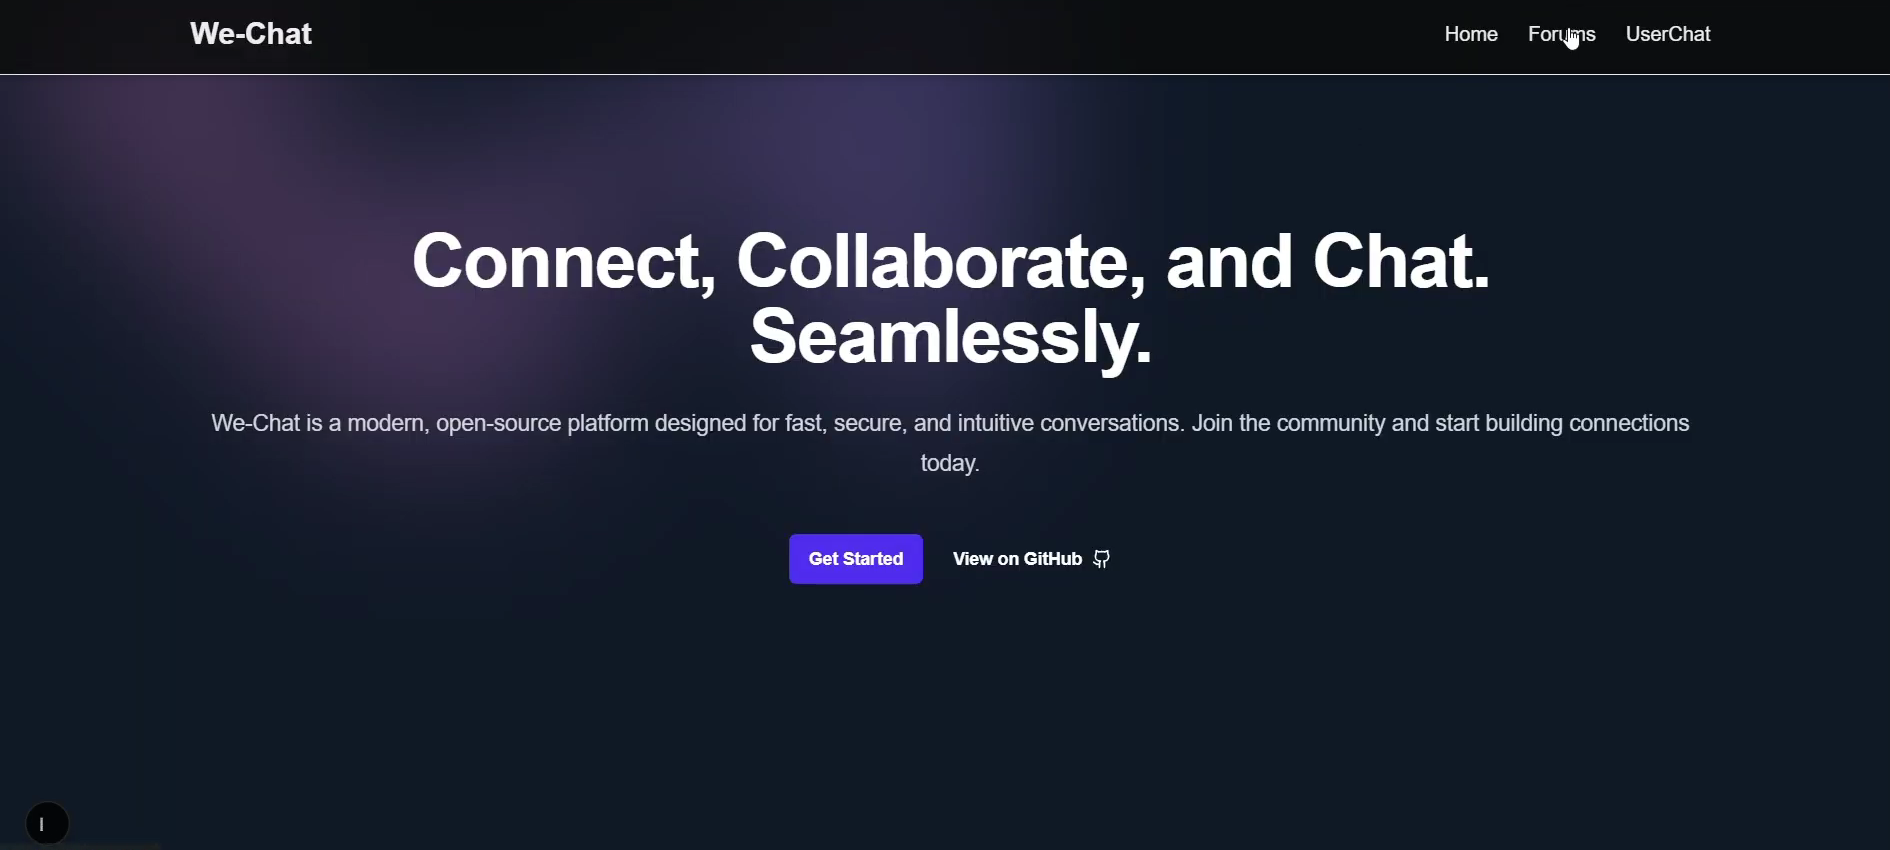 We-Chat
Home Forums UserChat
Connect, Collaborate, and Chat.
Seamlessly.
We-Chat is a modern, open-source platform designed for fast, secure, and intuitive conversations. Join the community and start building connections
today.
Get Started View on GitHub